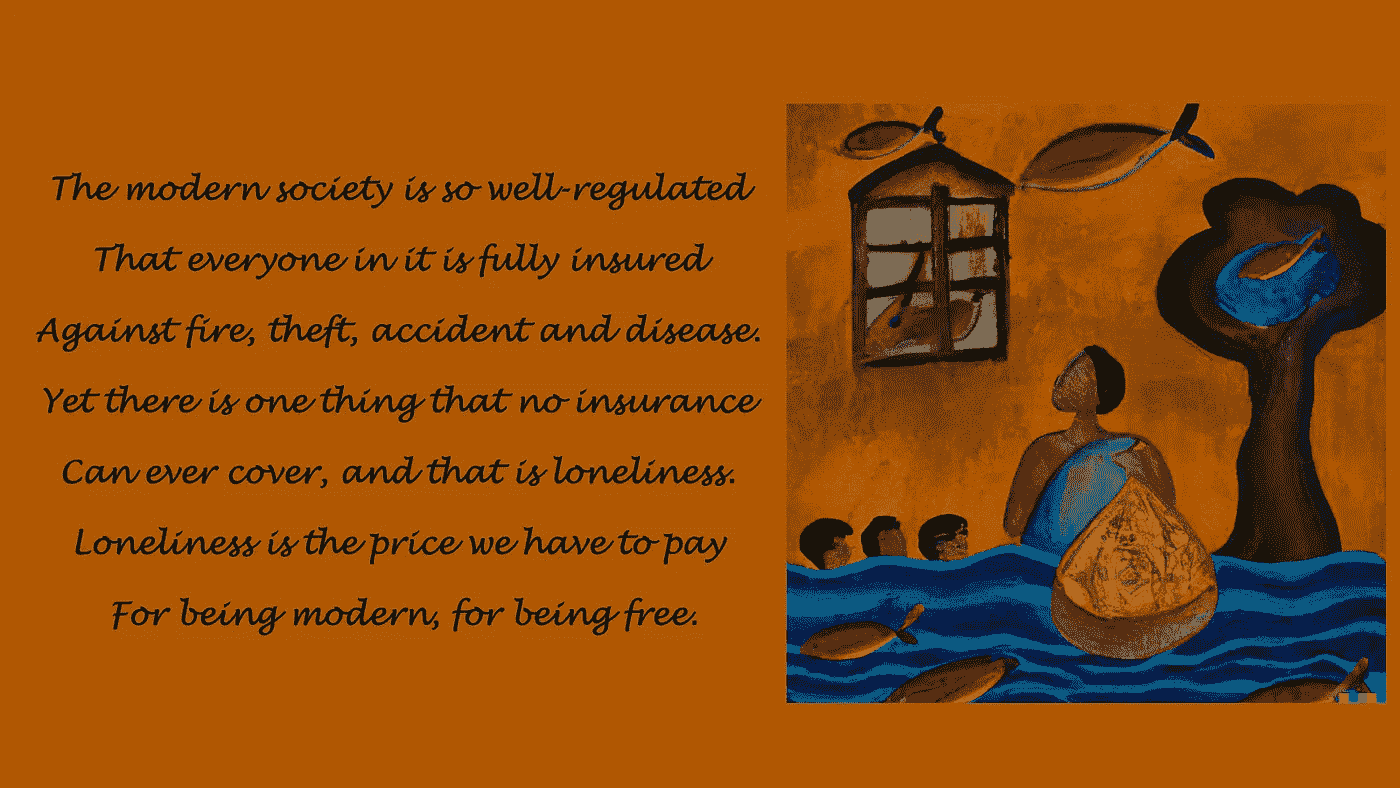 The modern society is so well-regulated
That everyone in it is fully insured
Against fire, theft, accident and disease.
Yet there is one thing that no insurance
Can ever cover, and that is loneliness.
Loneliness is the price we have to pay
For being modern, for being free.